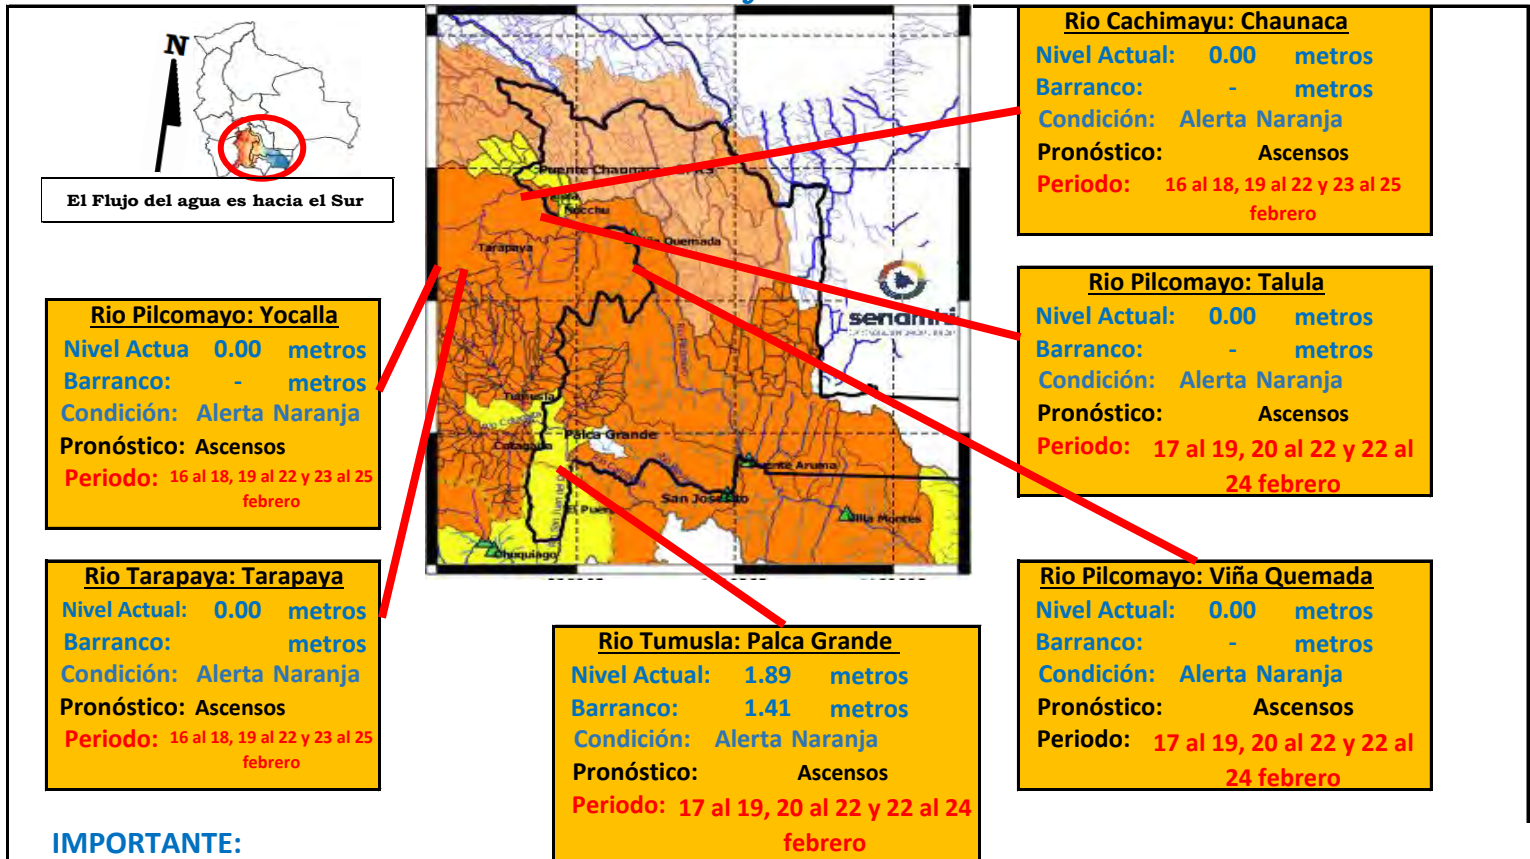 N
El Flujo del agua es hacia el Sur
Rio Pilcomayo: Yocalla
Nivel Actua 0.00 metros
Barranco: - metros
Condición: Alerta Naranja
Pronóstico: Ascensos
Periodo: 16 al 18, 19 al 22 y 23 al 25
febrero
Rio Tarapaya: Tarapaya
Nivel Actual: 0.00 metros
Barranco: metros
Condición: Alerta Naranja
Pronóstico: Ascensos
Periodo: 16 al 18, 19 al 22 y 23 al 25
febrero
IMPORTANTE:
Puente Chaunaca
Nucchu
Tarapaya
Quemada
senamhi
Tumusla
Cotagaita
Palca Grande
Puente Aruma
San Josecito
Villa Montes
El Puente
Chuquiago
Rio Tumusla: Palca Grande
Nivel Actual: 1.89 metros
Barranco: 1.41 metros
Condición: Alerta Naranja
Pronóstico: Ascensos
Periodo: 17 al 19, 20 al 22 y 22 al 24
febrero
Rio Cachimayu: Chaunaca
Nivel Actual: 0.00 metros
Barranco: - metros
Condición: Alerta Naranja
Pronóstico: Ascensos
Periodo: 16 al 18, 19 al 22 y 23 al 25
febrero
Rio Pilcomayo: Talula
Nivel Actual: 0.00 metros
Barranco: - metros
Condición: Alerta Naranja
Pronóstico: Ascensos
Periodo: 17 al 19, 20 al 22 y 22 al
24 febrero
Rio Pilcomayo: Viña Quemada
Nivel Actual: 0.00 metros
Barranco: - metros
Condición: Alerta Naranja
Pronóstico: Ascensos
Periodo: 17 al 19, 20 al 22 y 22 al
24 febrero